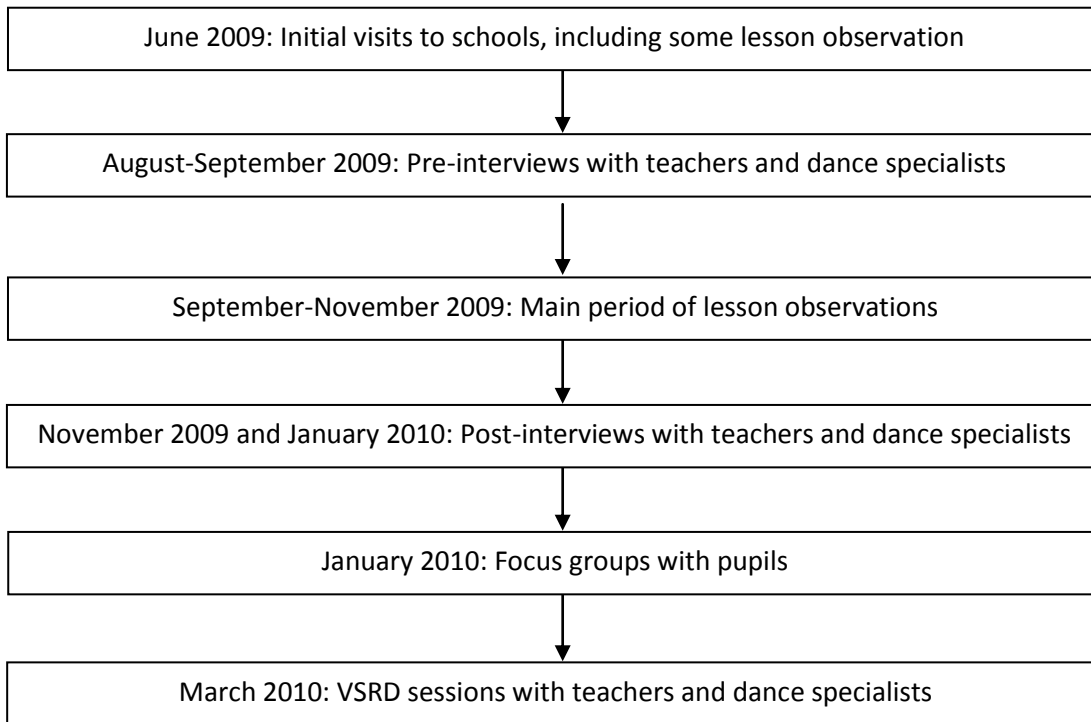 June 2009: Initial visits to schools, including some lesson observation
August-September 2009: Pre-interviews with teachers and dance specialists
September-November 2009: Main period of lesson observations
November 2009 and January 2010: Post-interviews with teachers and dance specialists
January 2010: Focus groups with pupils
March 2010: VSRD sessions with teachers and dance specialists